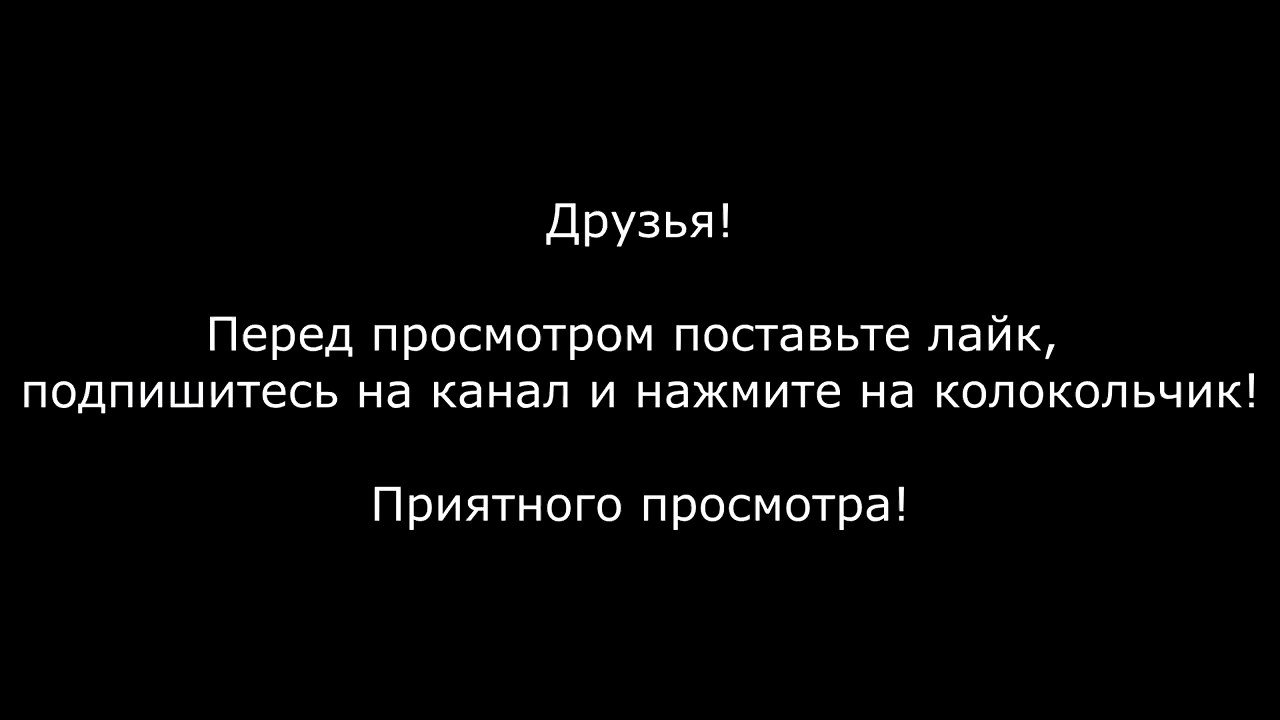 Друзья!
Перед просмотром поставьте лайк,
подпишитесь на канал и нажмите на колокольчик!
Приятного просмотра!